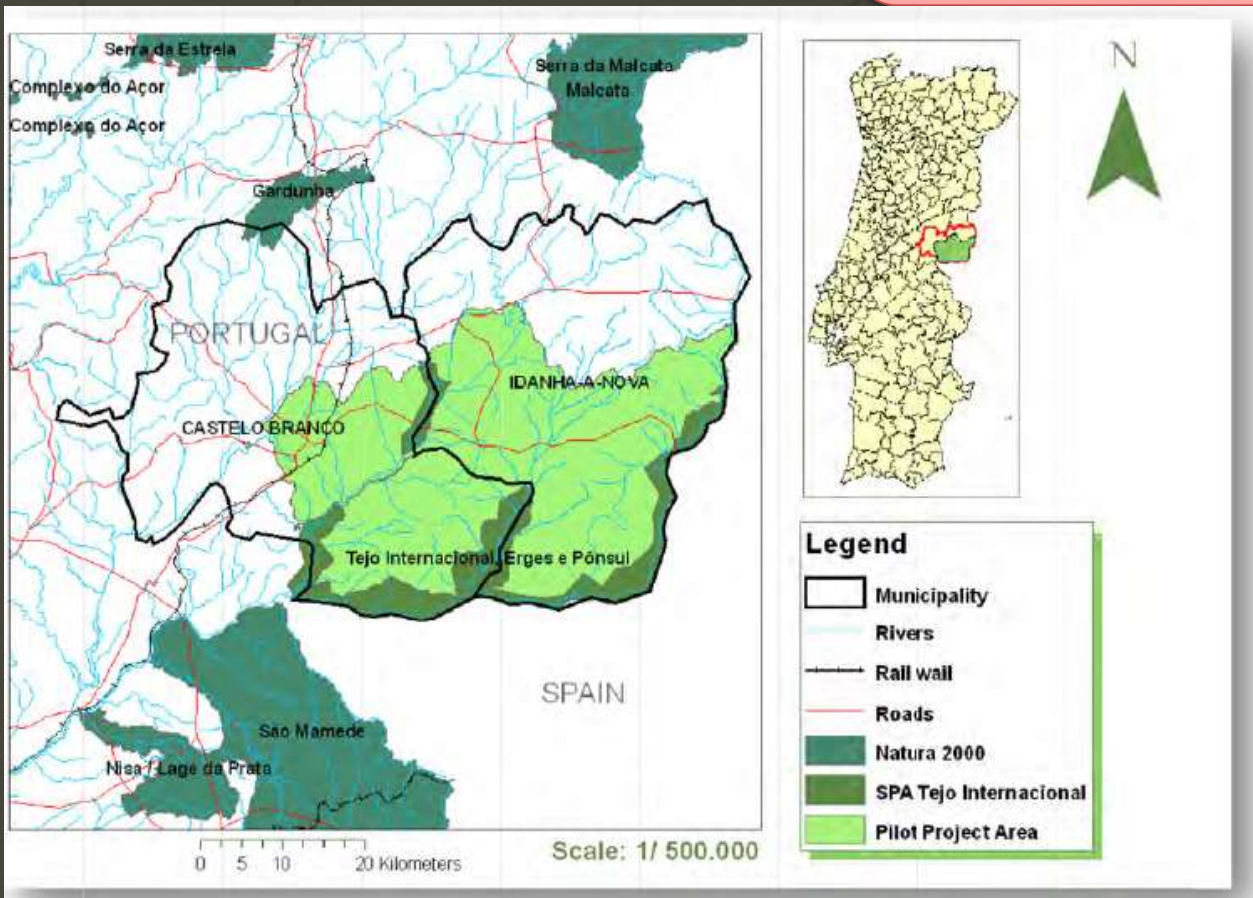 Serra da Estrela
Complexo do Açor
Complexo do Açor
Serra da Malcata
Malcata
Gardunha
PORTUGAL
IDANHA-A-NOVA
CASTELO BRANCO
Tejo Internacional, Erges e Pônsul
SPAIN
São Mamede
Nisa / Lage da Prata
0 5 10 20 Kilometers
Scale: 1/ 500.000
N
Legend
Municipality
Rivers
Rail wail
Roads
Natura 2000
SPA Tejo Internacional
Pilot Project Area